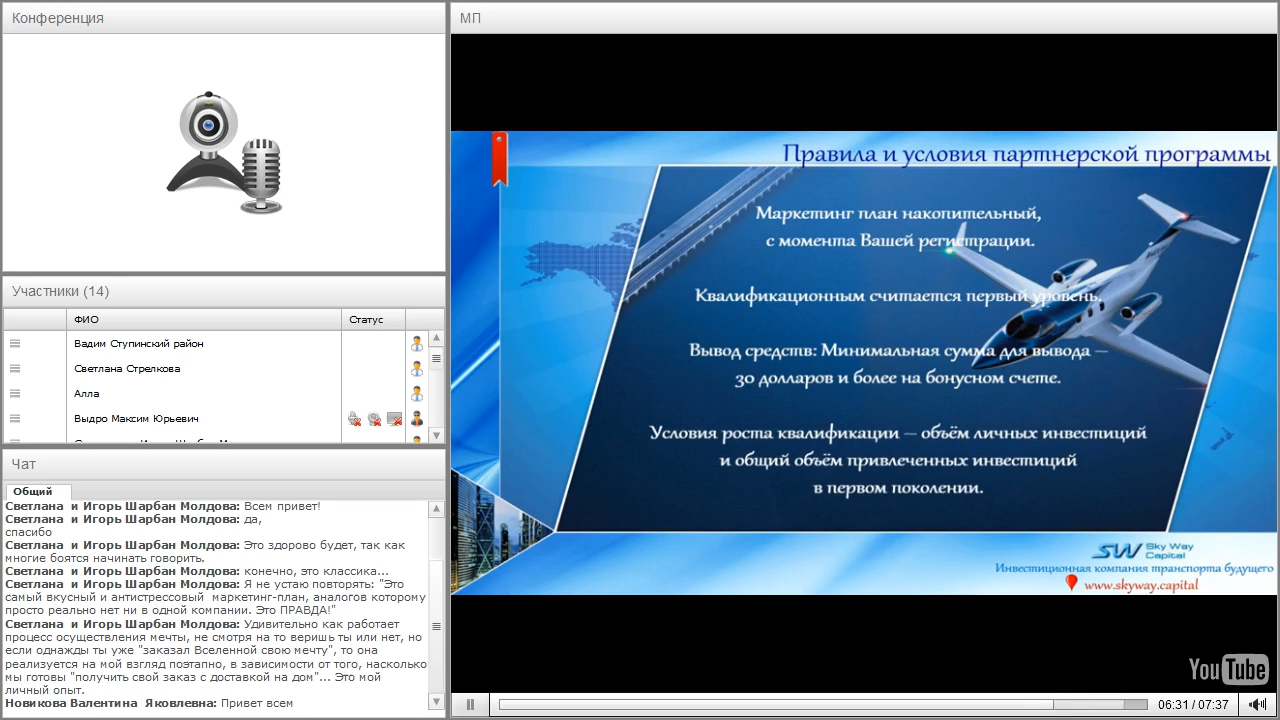 Конференция
МП
Правила и условия партнерской программы
Маркетинг план накопительный,
с момента Вашей регистрации.
Квалификационным считается первый уровень.
Вывод средств: Минимальная сумма для вывода –
30 долларов и более на бонусном счете.
Условия роста квалификации – объём личных инвестиций
и общий объём привлеченных инвестиций
в первом поколении.
SW Sky Way
Capital
Инвестиционная компания транспорта будущего
www.skyway.capital
YouTube
06:31 / 07:37
Участники (14)
ФИО Статус
Вадим Ступинский район
Светлана Стрелкова
Алла
Выдро Максим Юрьевич
Чат
Общий
Светлана и Игорь Шарбан Молдова: Всем привет!
Светлана и Игорь Шарбан Молдова: да,
спасибо
Светлана и Игорь Шарбан Молдова: Это здорово будет, так как
многие боятся начинать говорить.
Светлана и Игорь Шарбан Молдова: конечно, это классика...
Светлана и Игорь Шарбан Молдова: Я не устаю повторять: "Это
самый вкусный и антистрессовый маркетинг-план, аналогов которому
просто реально нет ни в одной компании. Это ПРАВДА!"
Светлана и Игорь Шарбан Молдова: Удивительно как работает
процесс осуществления мечты, не смотря на то веришь ты или нет, но
если однажды ты уже "заказал Вселенной свою мечту", то она
реализуется на мой взгляд поэтапно, в зависимости от того, насколько
мы готовы "получить свой заказ с доставкой на дом"... Это мой
личный опыт.
Новикова Валентина Яковлевна: Привет всем